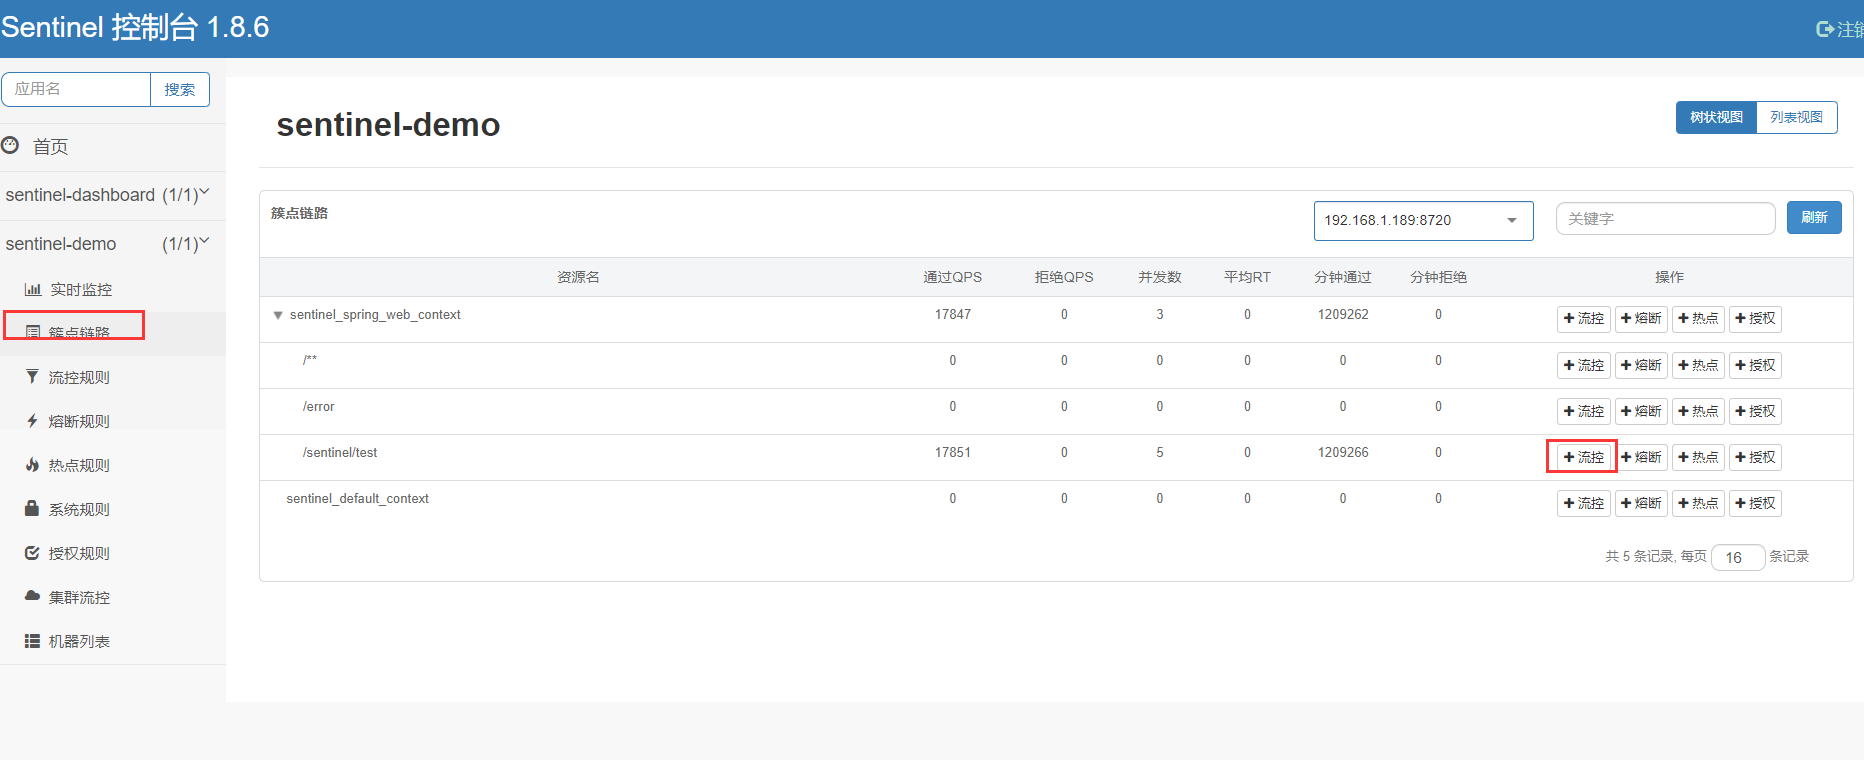 Sentinel 控制台 1.8.6
注销
应用名 搜索
首页
sentinel-dashboard (1/1)
sentinel-demo (1/1)
实时监控
簇点链路
流控规则
熔断规则
热点规则
系统规则
授权规则
集群流控
机器列表
sentinel-demo
树状视图 列表视图
簇点链路 192.168.1.189:8720 关键字 刷新
资源名 通过QPS 拒绝QPS 并发数 平均RT 分钟通过 分钟拒绝 操作
sentinel_spring_web_context 17847 0 3 0 1209262 0 +流控 +熔断 +热点 +授权
/** 0 0 0 0 0 0 +流控 +熔断 +热点 +授权
/error 0 0 0 0 0 0 +流控 +熔断 +热点 +授权
/sentinel/test 17851 0 5 0 1209266 0 +流控 +熔断 +热点 +授权
sentinel_default_context 0 0 0 0 0 0 +流控 +熔断 +热点 +授权
共 5 条记录, 每页 16 条记录